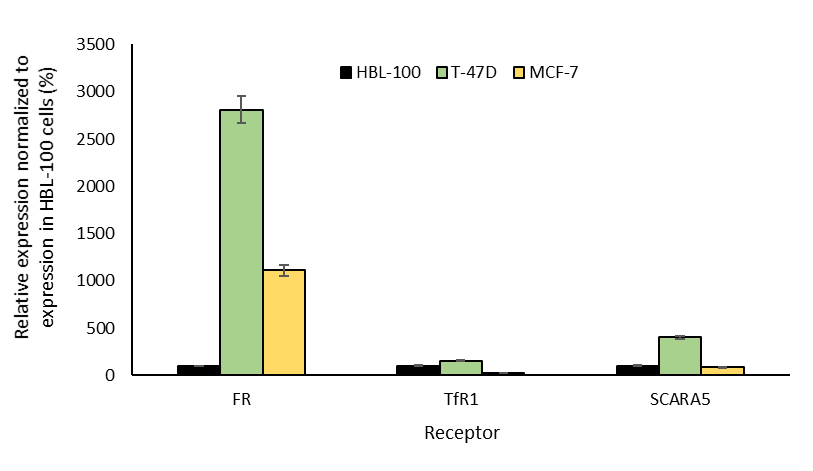 Relative expression normalized to
expression in HBL-100 cells (%)
3500
3000
2500
2000
1500
1000
500
0
HBL-100 T-47D MCF-7
FR TfR1 SCARA5
Receptor